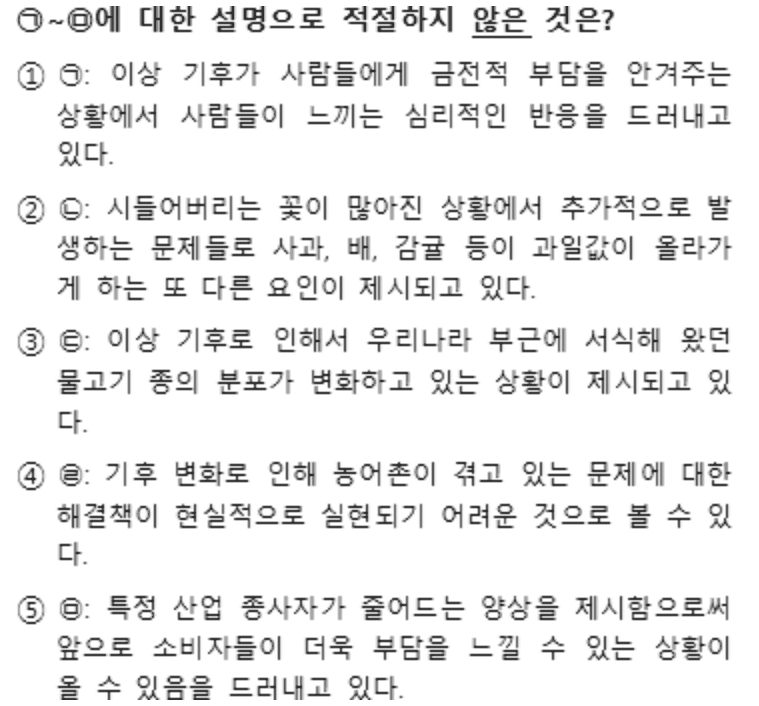 ㉠~㉤에 대한 설명으로 적절하지 않은 것은?
① ㉠: 이상 기후가 사람들에게 금전적 부담을 안겨주는
상황에서 사람들이 느끼는 심리적인 반응을 드러내고
있다.
② ㉡: 시들어버리는 꽃이 많아진 상황에서 추가적으로 발
생하는 문제들로 사과, 배, 감귤 등이 과일값이 올라가
게 하는 또 다른 요인이 제시되고 있다.
③ ㉢: 이상 기후로 인해서 우리나라 부근에 서식해 왔던
물고기 종의 분포가 변화하고 있는 상황이 제시되고 있
다.
④ ㉣: 기후 변화로 인해 농어촌이 겪고 있는 문제에 대한
해결책이 현실적으로 실현되기 어려운 것으로 볼 수 있
다.
⑤ ㉤: 특정 산업 종사자가 줄어드는 양상을 제시함으로써
앞으로 소비자들이 더욱 부담을 느낄 수 있는 상황이
올 수 있음을 드러내고 있다.